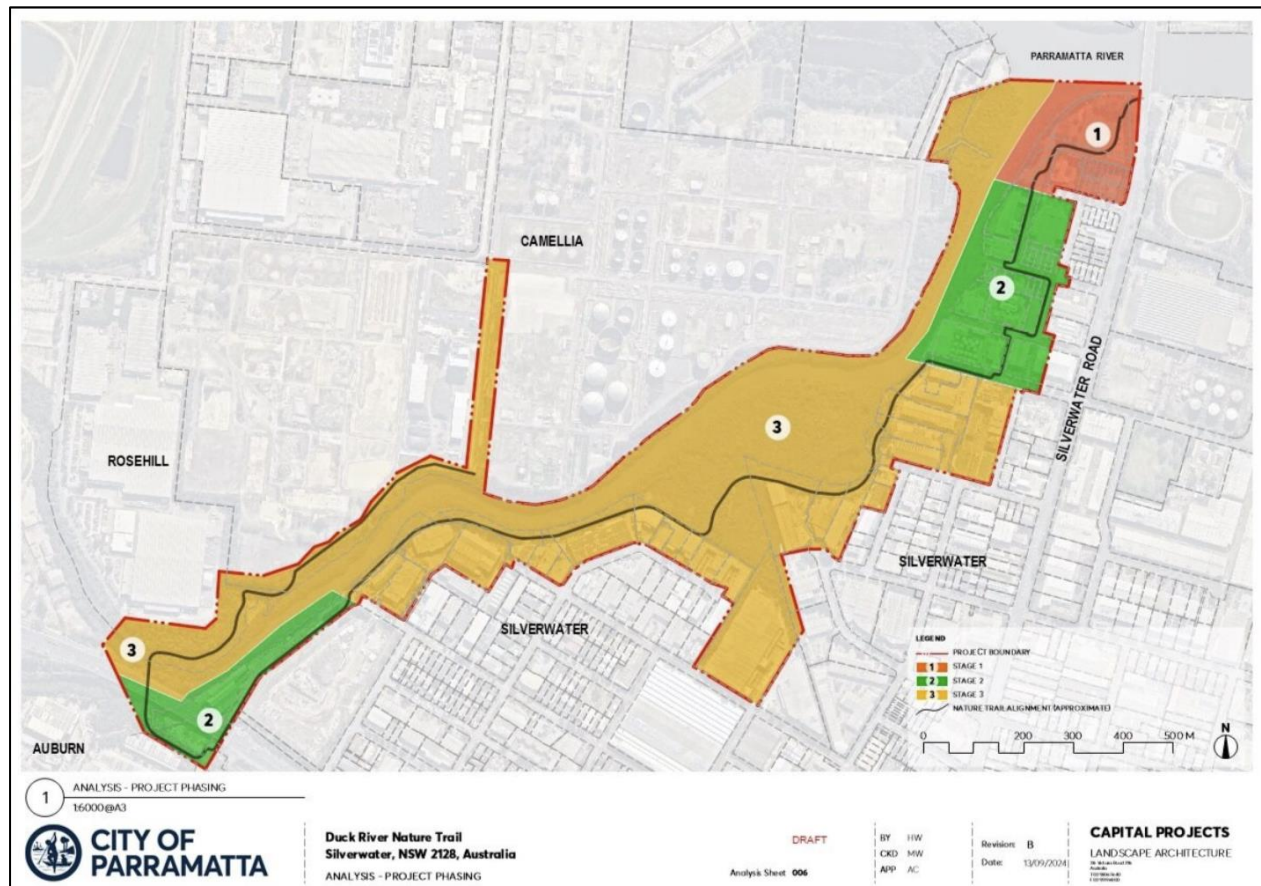 PARRAMATTA RIVER
1
CAMELLIA
2
SILVERWATER ROAD
3
ROSEHILL
SILVERWATER
SILVERWATER
3
2
AUBURN
LEGEND
PROJECT BOUNDARY
1 STAGE 1
2 STAGE 2
3 STAGE 3
NATURE TRAIL ALIGNMENT (APPROXIMATE)
0 100 200 300 400 500 M
N
1 ANALYSIS - PROJECT PHASING
1:6000@A3
CITY OF
PARRAMATTA
Duck River Nature Trail
Silverwater, NSW 2128, Australia
ANALYSIS - PROJECT PHASING
DRAFT
Analysis Sheet 006
BY HW
CKD MW
APP AC
Revision: B
Date: 13/09/2024
CAPITAL PROJECTS
LANDSCAPE ARCHITECTURE